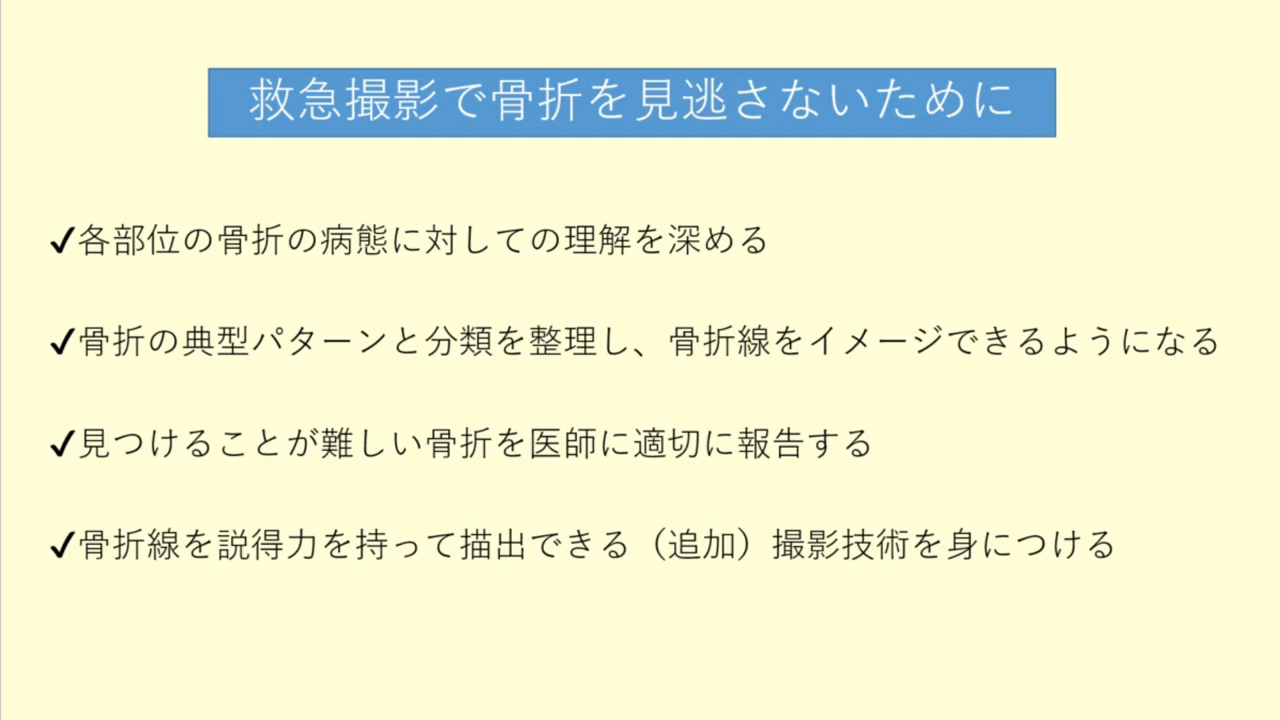 救急撮影で骨折を見逃さないために
✓各部位の骨折の病態に対しての理解を深める
✓骨折の典型パターンと分類を整理し、骨折線をイメージできるようになる
✓見つけることが難しい骨折を医師に適切に報告する
✓骨折線を説得力を持って描出できる（追加）撮影技術を身につける